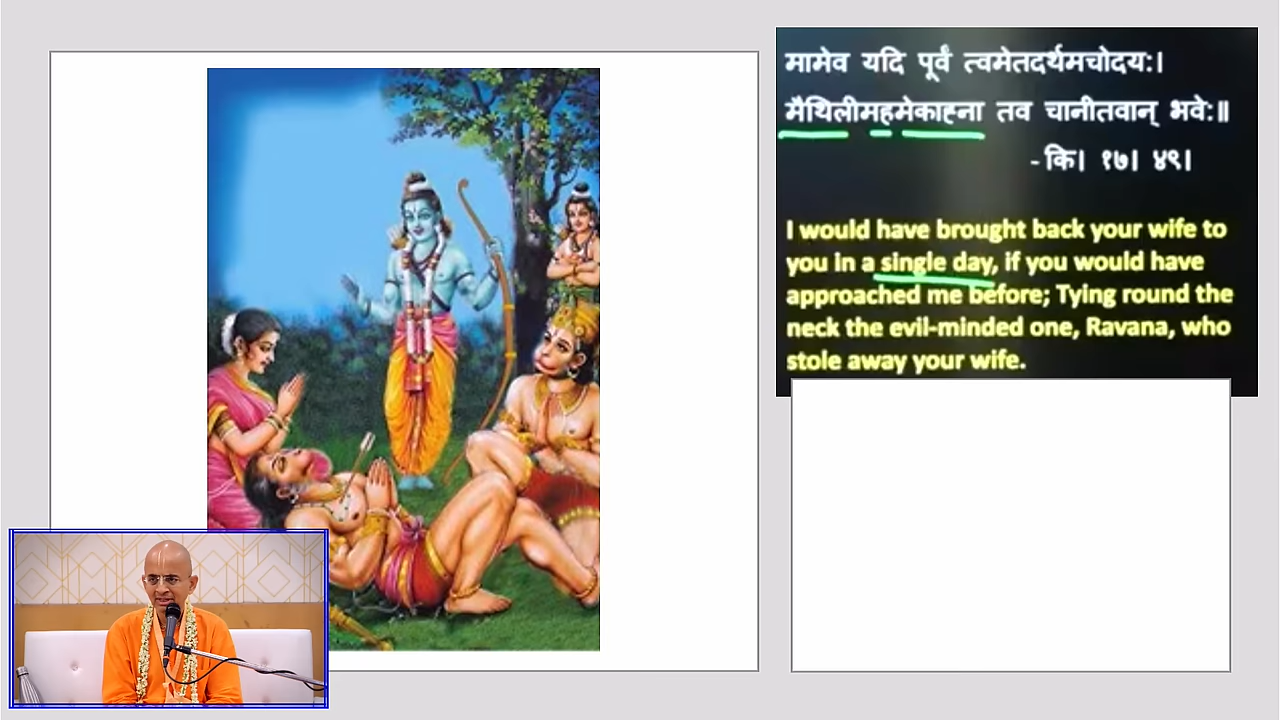 मामेव यदि पूर्वं त्वमेतदर्थमचोदय:।
मैथिलीमहमेकाह्ना तव चानीतवान् भवे:॥
- कि। १७। ४९।
I would have brought back your wife to
you in a single day, if you would have
approached me before; Tying round the
neck the evil-minded one, Ravana, who
stole away your wife.